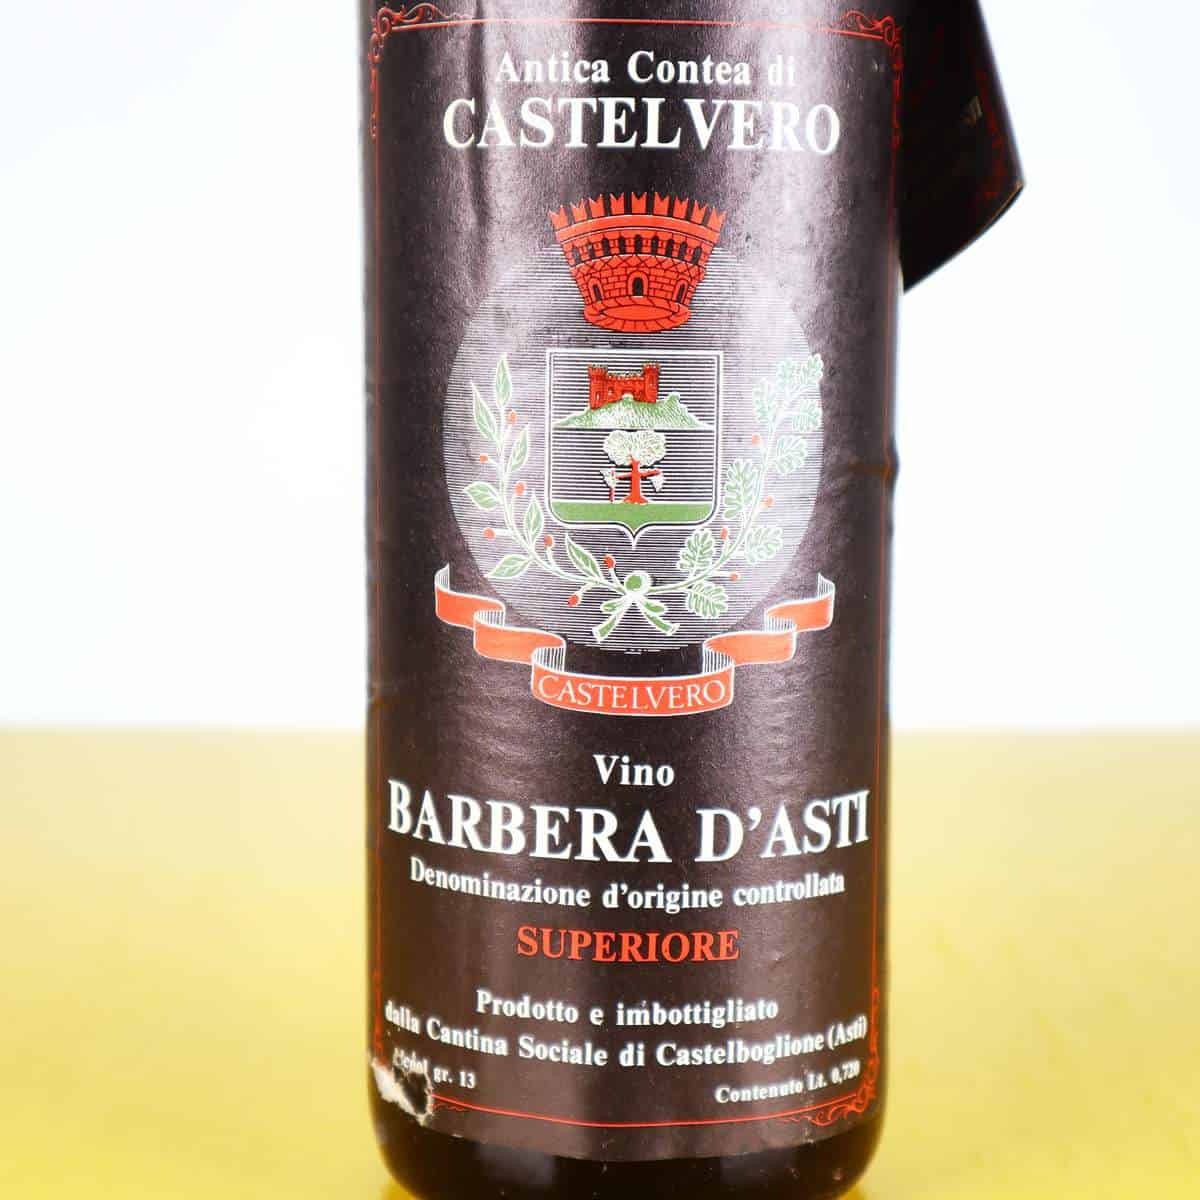 Antica Contea di
CASTELVERO
CASTELVERO
Vino
BARBERA D'ASTI
Denominazione d'origine controllata
SUPERIORE
Prodotto e imbottigliato
dalla Cantina Sociale di Castelboglione (Asti)
gr. 13
Contenuto Lt. 0,720